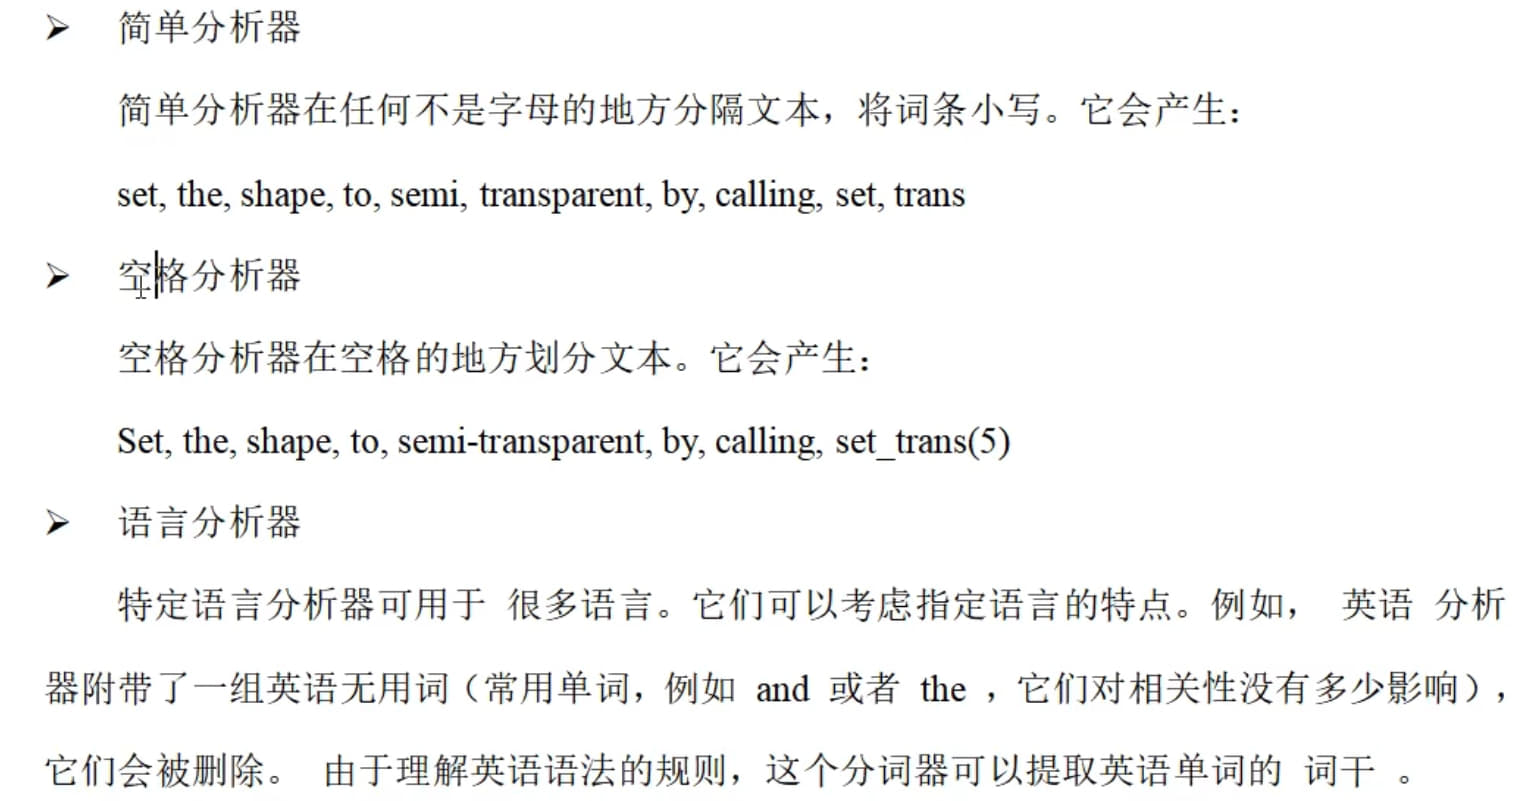 ➢ 简单分析器
简单分析器在任何不是字母的地方分隔文本，将词条小写。它会产生：
set, the, shape, to, semi, transparent, by, calling, set, trans
➢ 空格分析器
空格分析器在空格的地方划分文本。它会产生：
Set, the, shape, to, semi-transparent, by, calling, set_trans(5)
➢ 语言分析器
特定语言分析器可用于 很多语言。它们可以考虑指定语言的特点。例如， 英语 分析
器附带了一组英语无用词（常用单词，例如 and 或者 the ，它们对相关性没有多少影响），
它们会被删除。 由于理解英语语法的规则，这个分词器可以提取英语单词的 词干 。